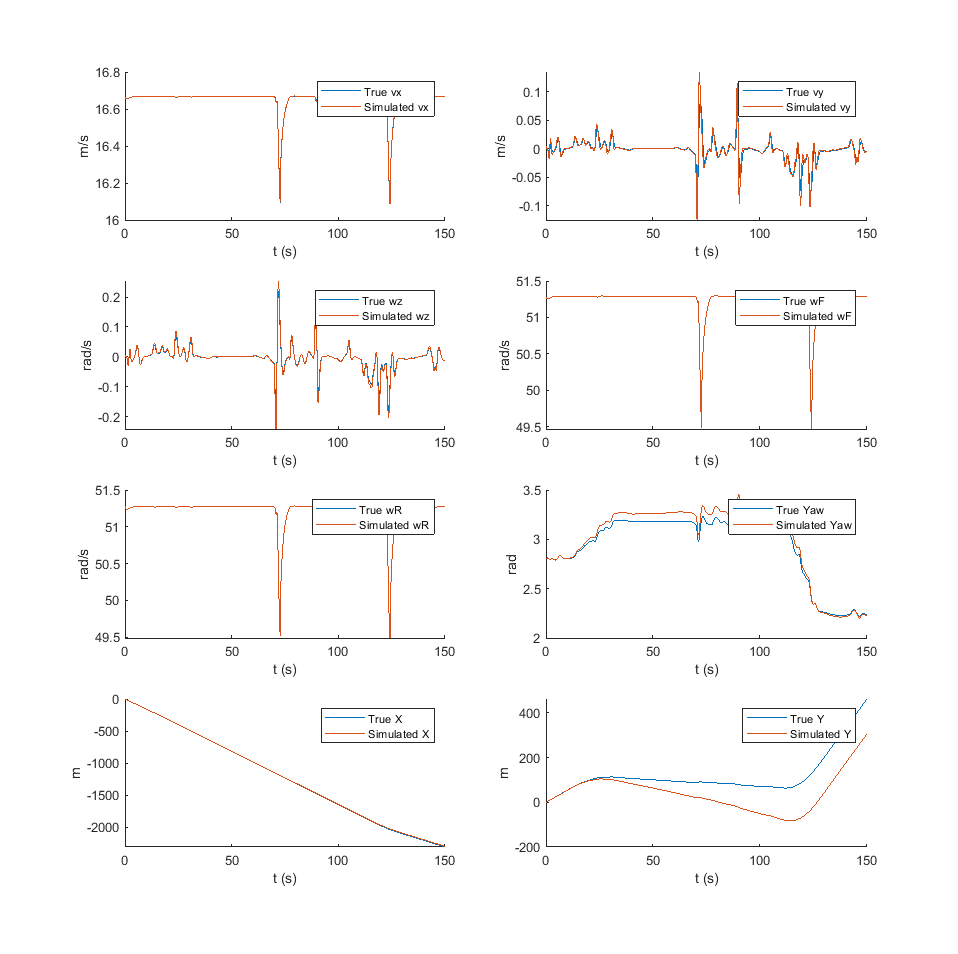 16.8
16.6
16.4
16.2
16
m/s
True vx
Simulated vx
0 50 100 150
t (s)
0.1
0.05
0
-0.05
-0.1
m/s
True vy
Simulated vy
0 50 100 150
t (s)
0.2
0.1
0
-0.1
-0.2
rad/s
True wz
Simulated wz
0 50 100 150
t (s)
51.5
51
50.5
50
49.5
rad/s
True wF
Simulated wF
0 50 100 150
t (s)
51.5
51
50.5
50
49.5
rad/s
True wR
Simulated wR
0 50 100 150
t (s)
3.5
3
2.5
2
rad
True Yaw
Simulated Yaw
0 50 100 150
t (s)
0
-500
-1000
-1500
-2000
m
True X
Simulated X
0 50 100 150
t (s)
400
200
0
-200
m
True Y
Simulated Y
0 50 100 150
t (s)